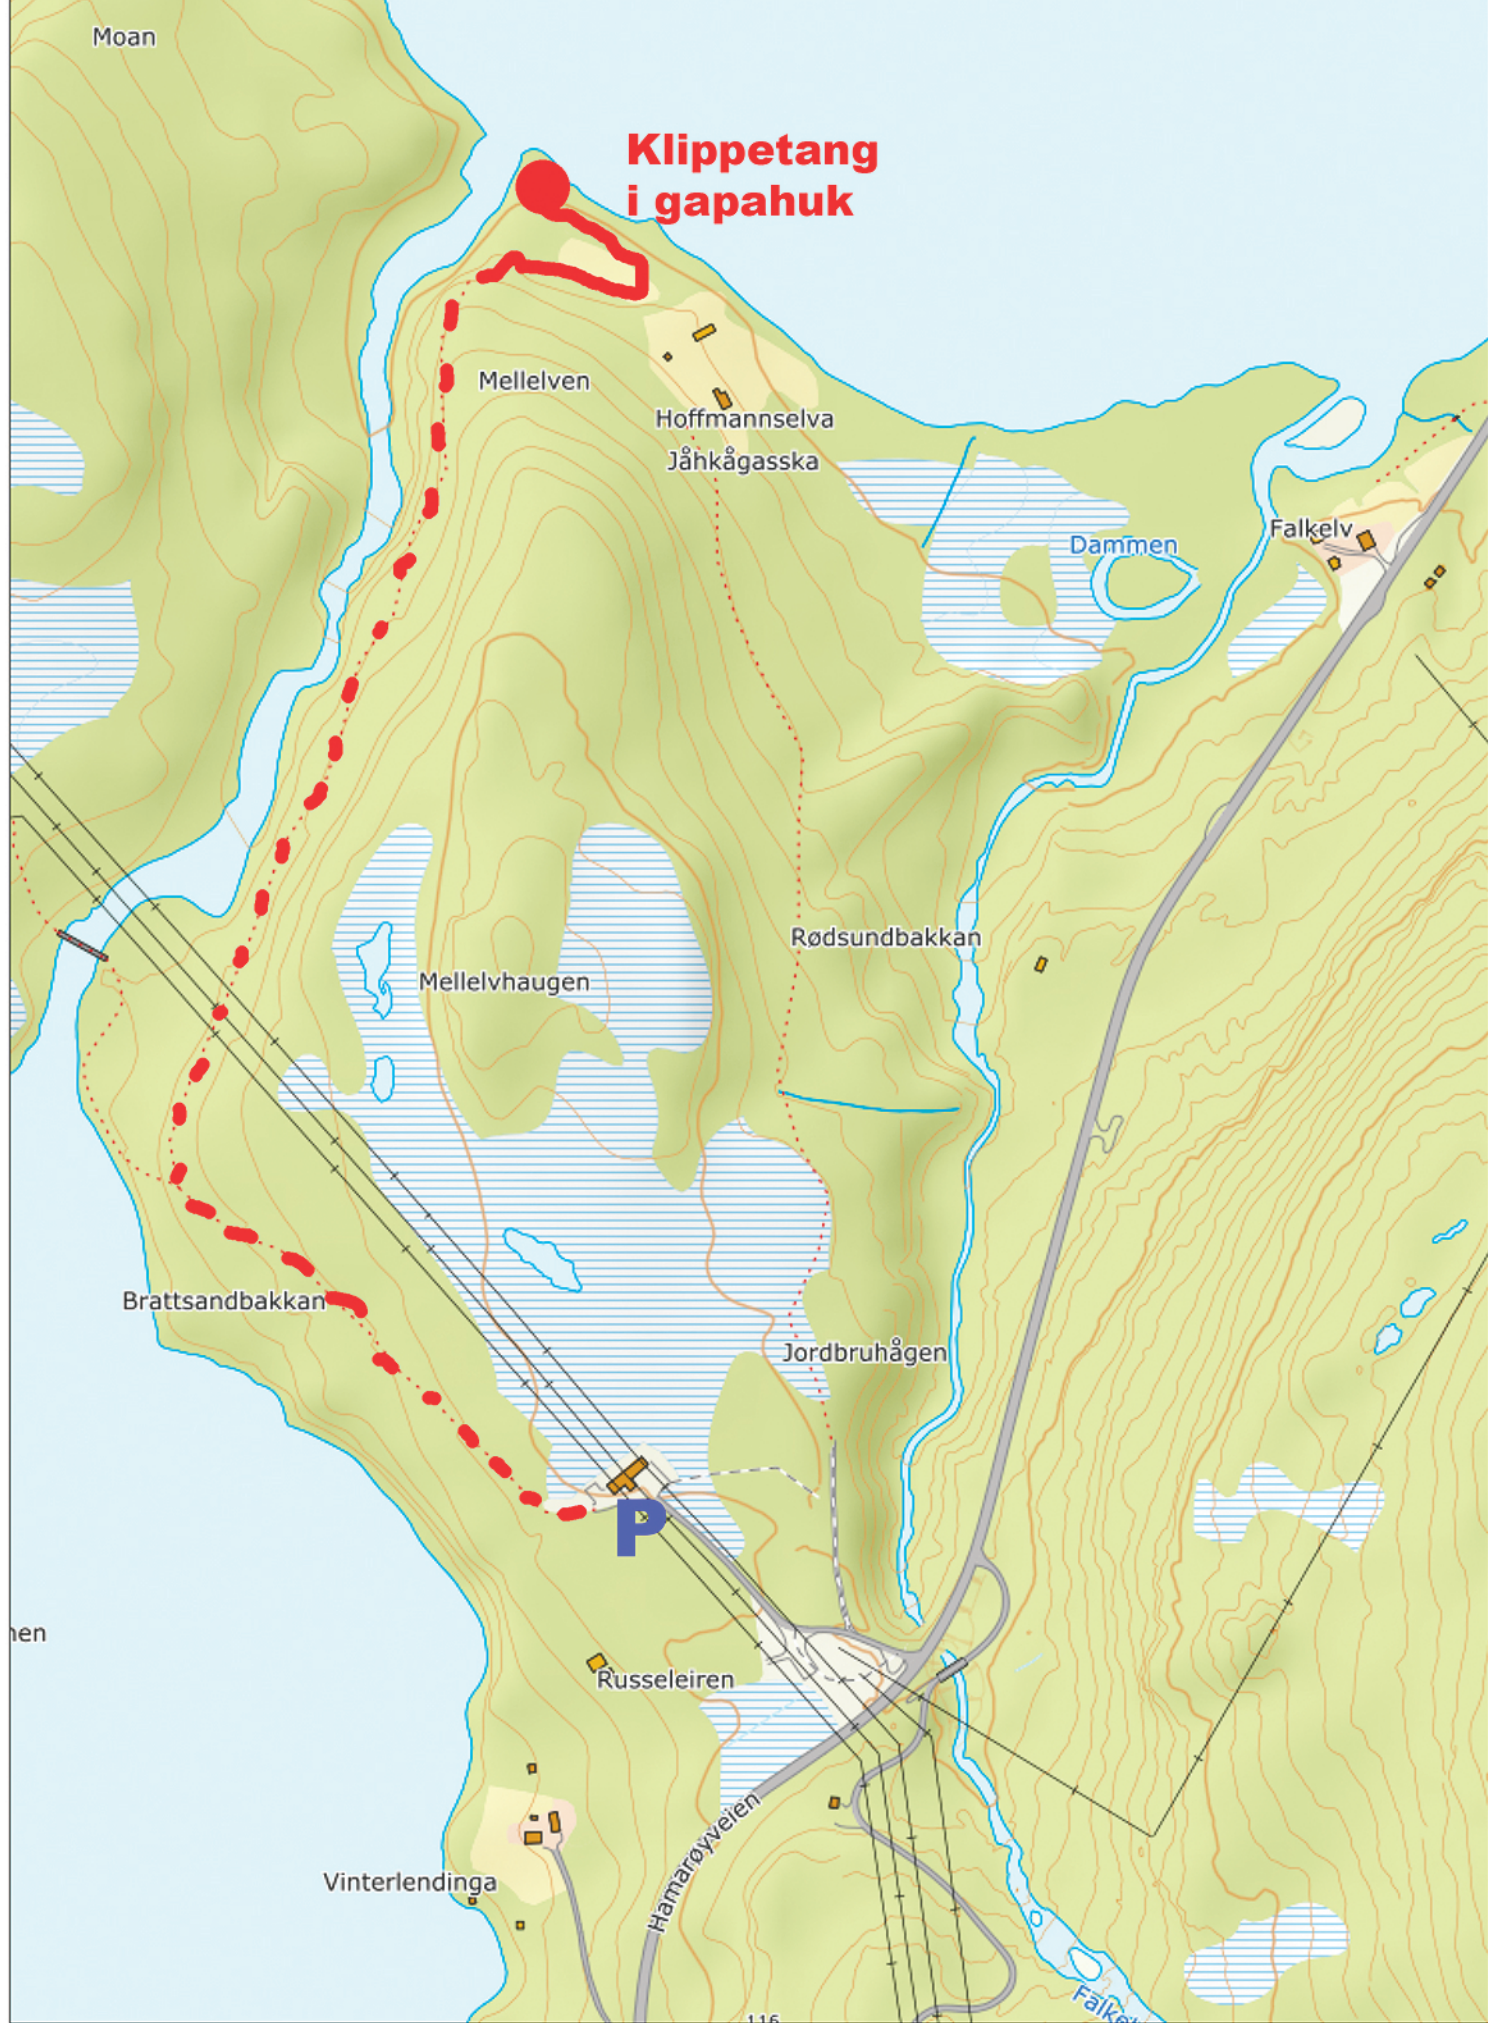 Moan
Klippetang
i gapahuk
Mellelven
Hoffmannselva
Jåhkågasska
Falkelv
Dammen
Rødsundbakkan
Mellelvhaugen
Brattsandbakkan
Jordbruhågen
P
Russeleiren
Hamarøyveien
Vinterlendinga
116